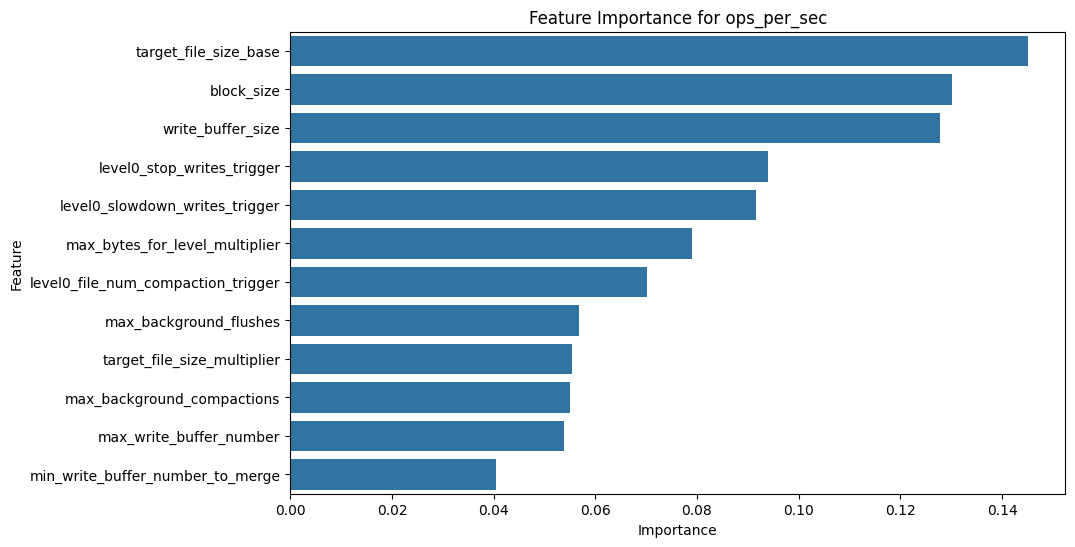 Feature Importance for ops_per_sec
Feature
target_file_size_base
block_size
write_buffer_size
level0_stop_writes_trigger
level0_slowdown_writes_trigger
max_bytes_for_level_multiplier
level0_file_num_compaction_trigger
max_background_flushes
target_file_size_multiplier
max_background_compactions
max_write_buffer_number
min_write_buffer_number_to_merge
0.00 0.02 0.04 0.06 0.08 0.10 0.12 0.14
Importance